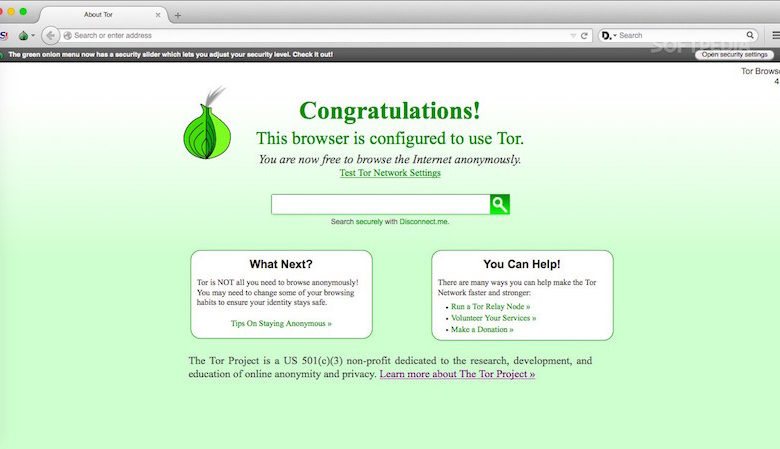 About Tor
Search or enter address
Search
SOFTPEDIA
The green onion menu now has a security slider which lets you adjust your security level. Check it out!
Open security settings
Tor Brows
4
Congratulations!
This browser is configured to use Tor.
You are now free to browse the Internet anonymously.
Test Tor Network Settings
Search securely with Disconnect.me.
What Next?
Tor is NOT all you need to browse anonymously!
You may need to change some of your browsing
habits to ensure your identity stays safe.
Tips On Staying Anonymous »
You Can Help!
There are many ways you can help make the Tor
Network faster and stronger:
• Run a Tor Relay Node »
• Volunteer Your Services »
• Make a Donation »
The Tor Project is a US 501(c)(3) non-profit dedicated to the research, development, and
education of online anonymity and privacy. Learn more about The Tor Project »